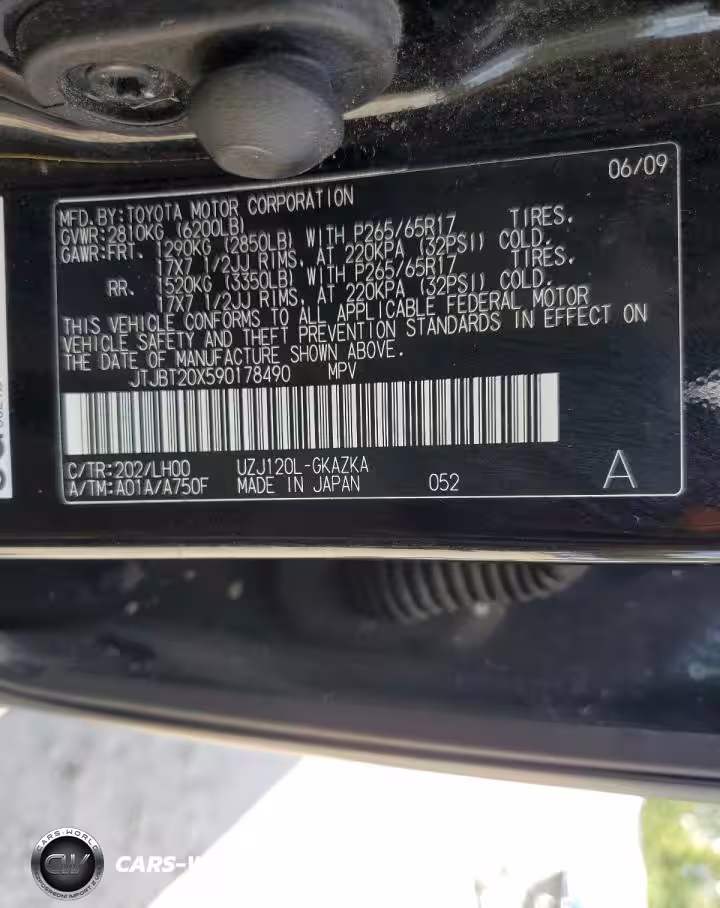 06/09
MFD.BY:TOYOTA MOTOR CORPORATION
GVWR:2810KG (6200LB)
GAWR:FRT. 1290KG (2850LB) WITH P265/65R17 TIRES.
17X7 1/2JJ RIMS. AT 220KPA (32PSI) COLD.
RR. 1520KG (3350LB) WITH P265/65R17 TIRES.
17X7 1/2JJ RIMS. AT 220KPA (32PSI) COLD.
THIS VEHICLE CONFORMS TO ALL APPLICABLE FEDERAL MOTOR
VEHICLE SAFETY AND THEFT PREVENTION STANDARDS IN EFFECT ON
THE DATE OF MANUFACTURE SHOWN ABOVE.
JTJBT20X590178490 MPV
C/TR:202/LH00 UZJ120L-GKAZKA
A/TM:A01A/A750F MADE IN JAPAN 052 A
CARS-WORLD
CW
CARS-W